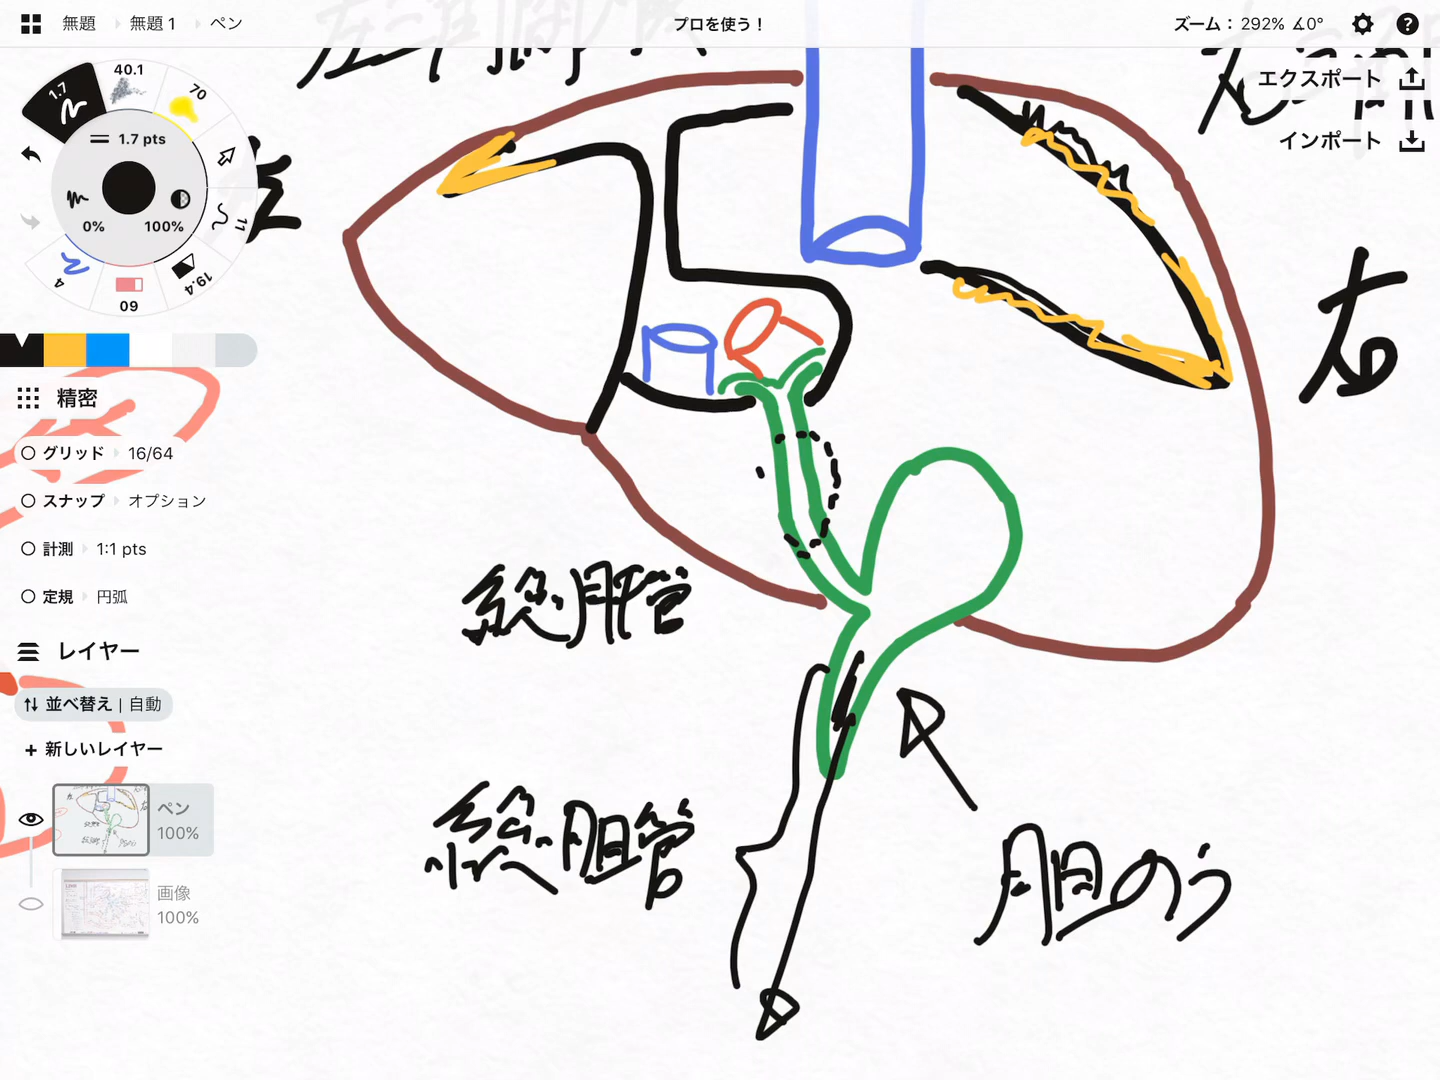 無題 無題 1 ペン
プロを使う!
ズーム: 292% ∡0°
エクスポート
インポート
1.7
40.1
70
1.7 pts
0% 100%
11
19.4
60
4
左
右
精密
グリッド 16/64
スナップ オプション
計測 1:1 pts
定規 円弧
レイヤー
並べ替え | 自動
+ 新しいレイヤー
ペン
100%
画像
100%
総肝管
総胆管
胆のう